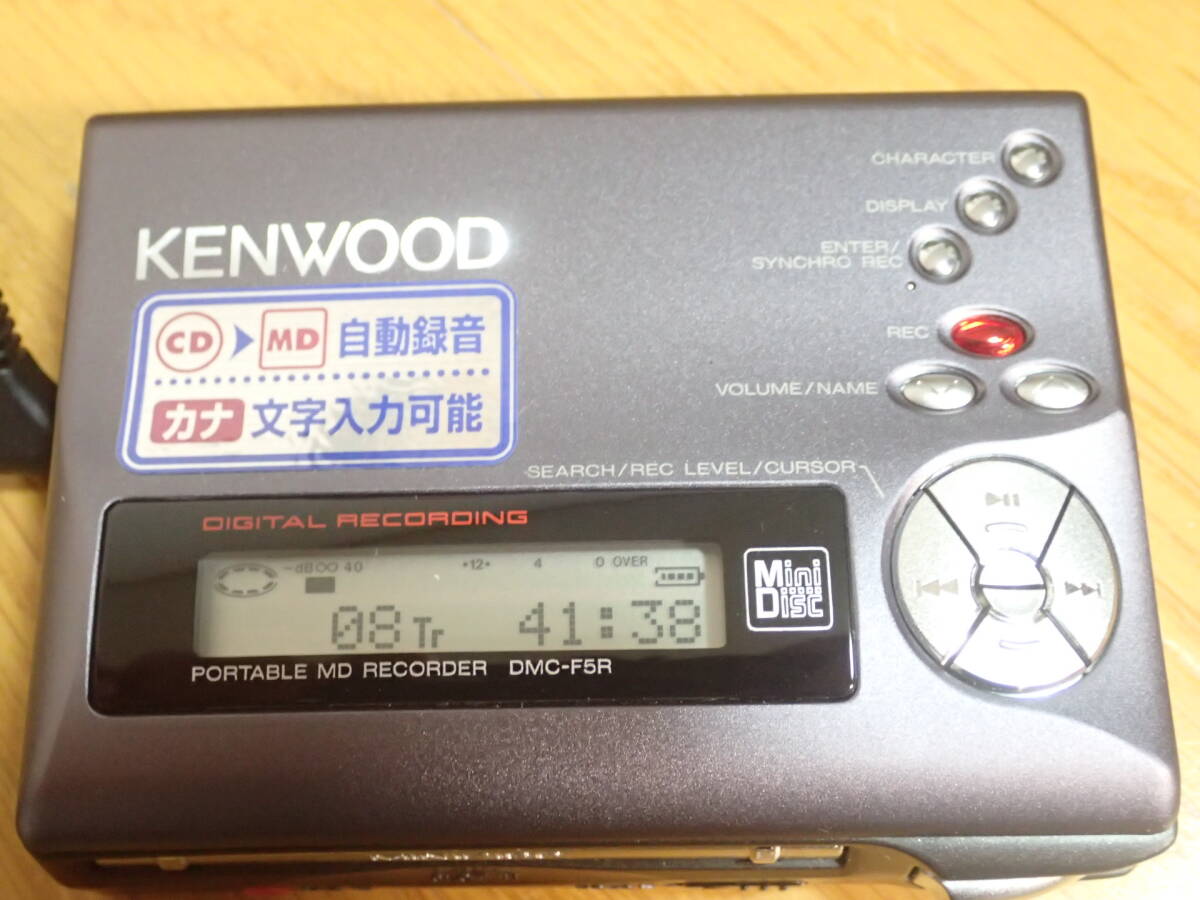 CHARACTER
DISPLAY
ENTER/
SYNCHRO REC
KENWOOD
REC
CD MD 自動録音
VOLUME/NAME
カナ 文字入力可能
SEARCH/REC LEVEL/CURSOR
DIGITAL RECORDING
-dB∞ 40 •12• 4 0 OVER
08Tr 41:38
Mini
Disc
PORTABLE MD RECORDER DMC-F5R